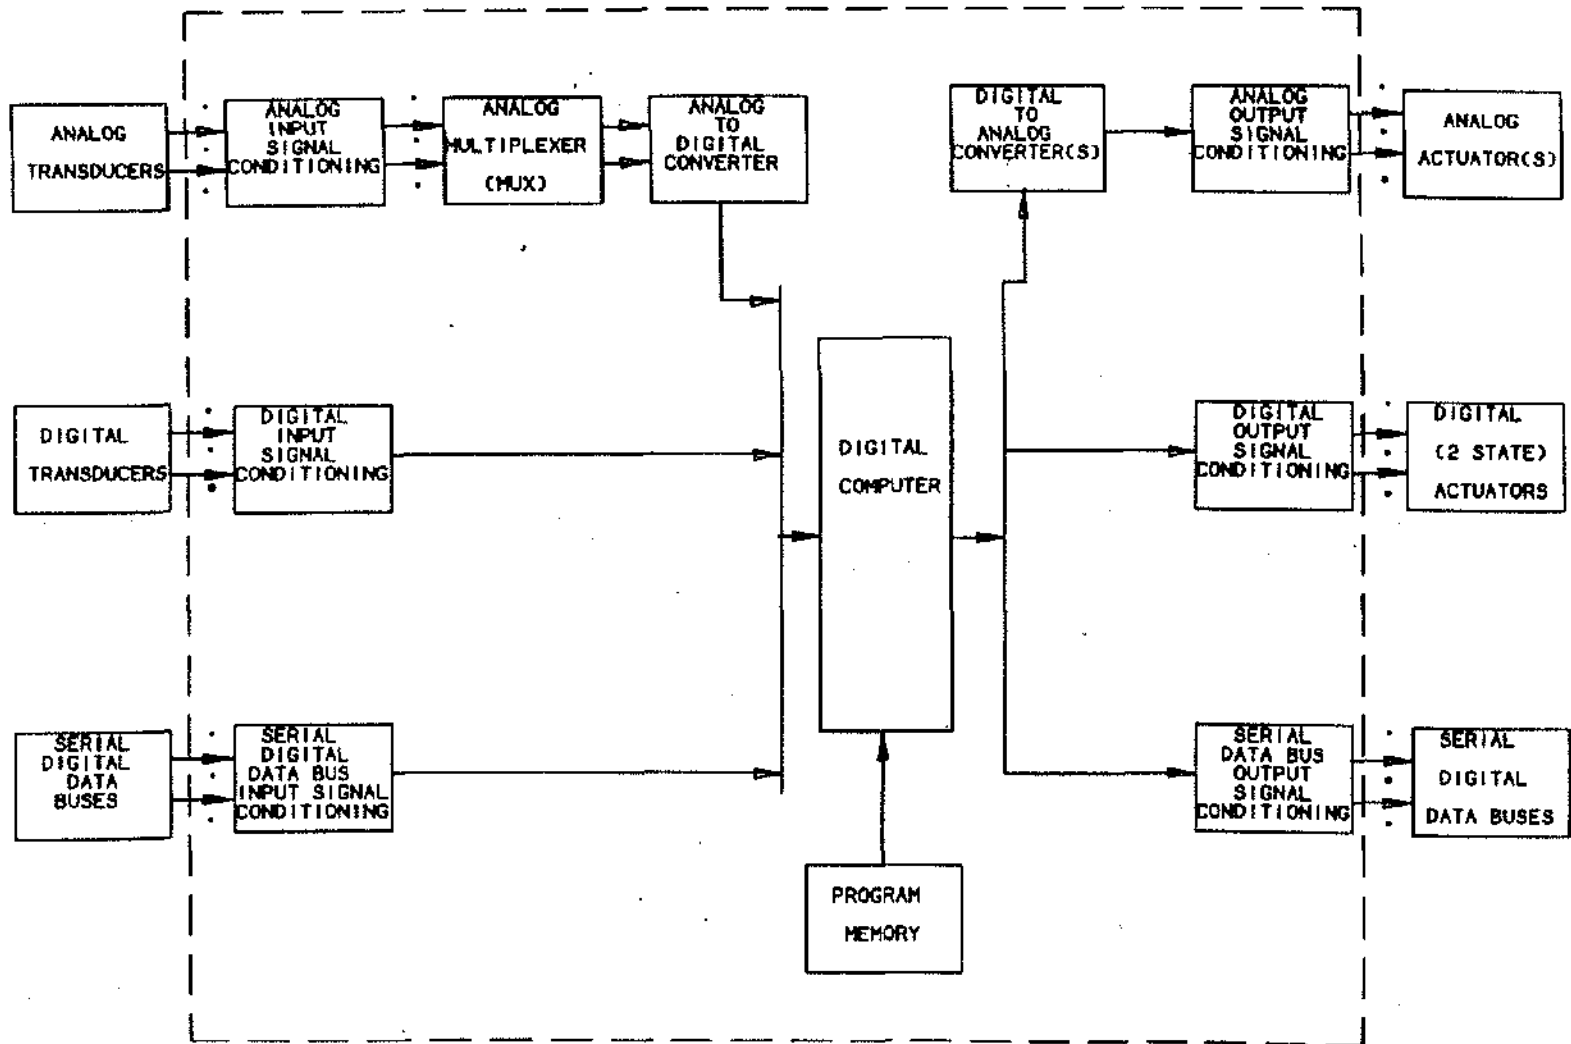 ANALOG
TRANSDUCERS
ANALOG
INPUT
SIGNAL
CONDITIONING
ANALOG
MULTIPLEXER
(MUX)
ANALOG
TO
DIGITAL
CONVERTER
DIGITAL
TO
ANALOG
CONVERTER(S)
ANALOG
OUTPUT
SIGNAL
CONDITIONING
ANALOG
ACTUATOR(S)
DIGITAL
TRANSDUCERS
DIGITAL
INPUT
SIGNAL
CONDITIONING
DIGITAL
COMPUTER
DIGITAL
OUTPUT
SIGNAL
CONDITIONING
DIGITAL
(2 STATE)
ACTUATORS
SERIAL
DIGITAL
DATA
BUSES
SERIAL
DIGITAL
DATA BUS
INPUT SIGNAL
CONDITIONING
SERIAL
DATA BUS
OUTPUT
SIGNAL
CONDITIONING
SERIAL
DIGITAL
DATA BUSES
PROGRAM
MEMORY